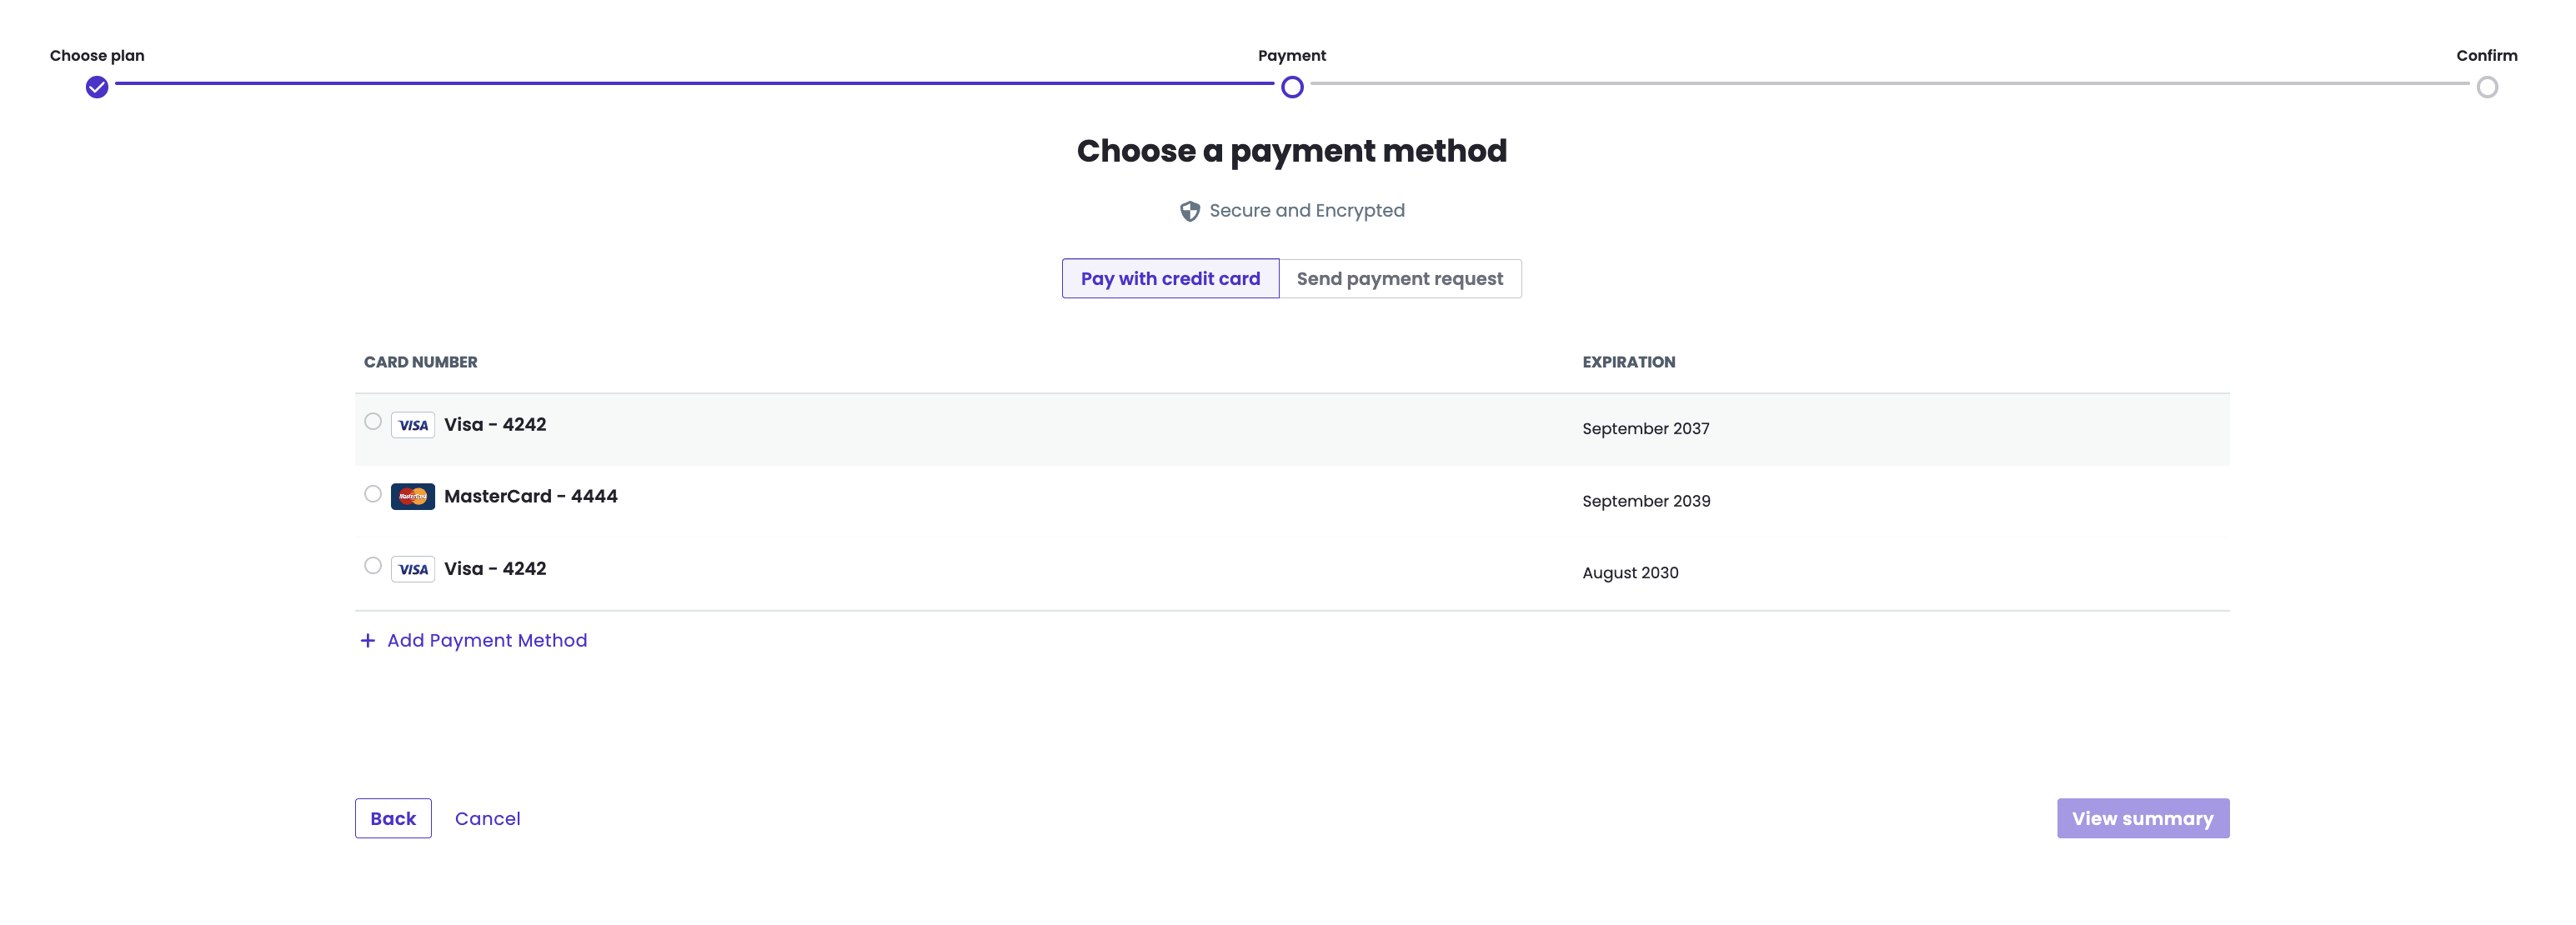 Choose plan
Payment
Confirm
Choose a payment method
Secure and Encrypted
Pay with credit card
Send payment request
CARD NUMBER
EXPIRATION
VISA Visa - 4242
September 2037
MasterCard MasterCard - 4444
September 2039
VISA Visa - 4242
August 2030
+ Add Payment Method
Back
Cancel
View summary